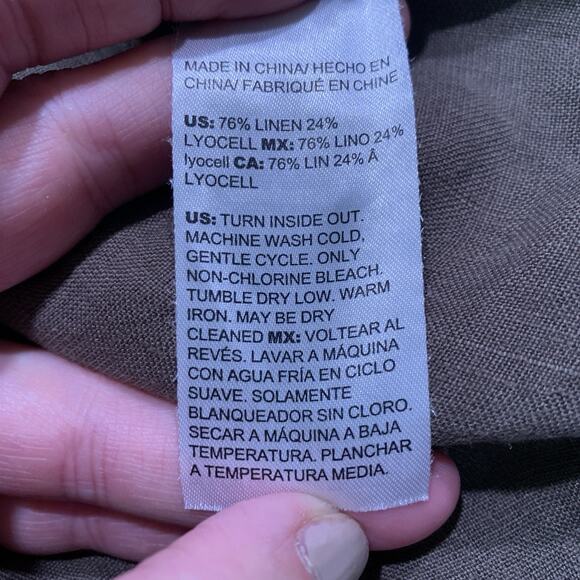 MADE IN CHINA/ HECHO EN
CHINA/ FABRIQUÉ EN CHINE
US: 76% LINEN 24%
LYOCELL MX: 76% LINO 24%
lyocell CA: 76% LIN 24% Â
LYOCELL
US: TURN INSIDE OUT.
MACHINE WASH COLD,
GENTLE CYCLE. ONLY
NON-CHLORINE BLEACH.
TUMBLE DRY LOW. WARM
IRON. MAY BE DRY
CLEANED MX: VOLTEAR AL
REVÉS. LAVAR A MÁQUINA
CON AGUA FRÍA EN CICLO
SUAVE. SOLAMENTE
BLANQUEADOR SIN CLORO.
SECAR A MÁQUINA A BAJA
TEMPERATURA. PLANCHAR
A TEMPERATURA MEDIA.